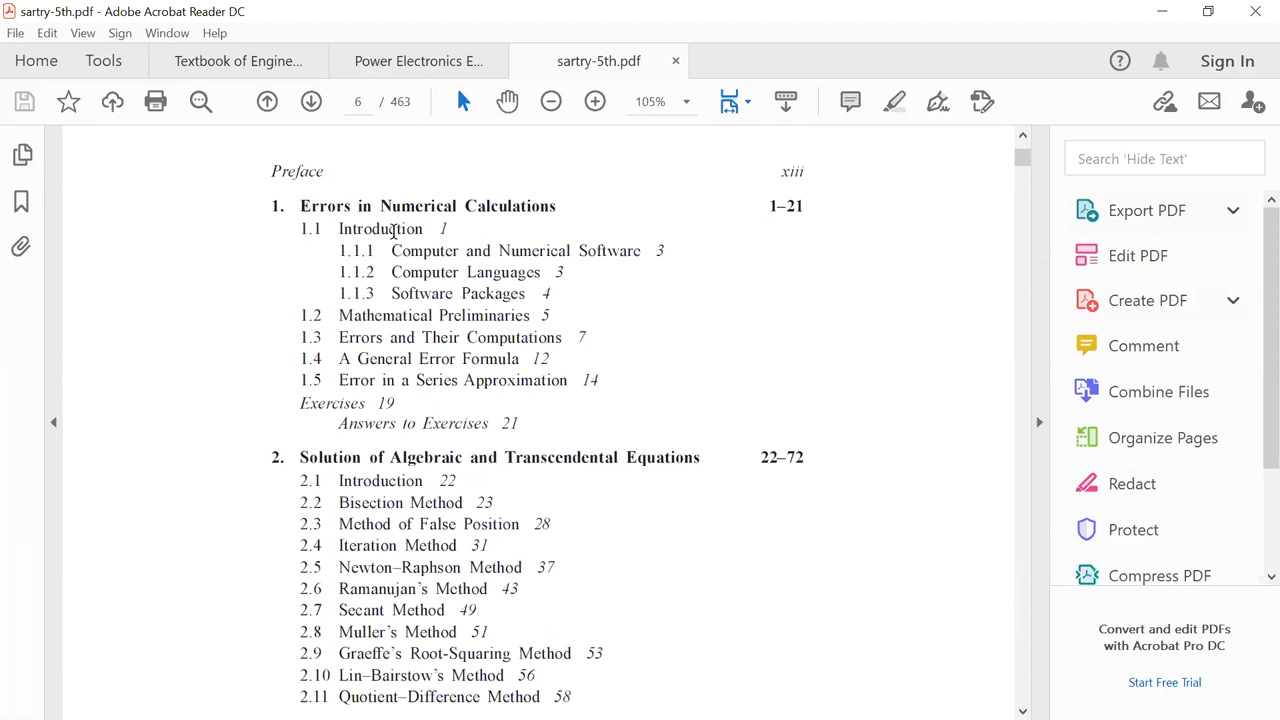 sartry-5th.pdf - Adobe Acrobat Reader DC
File Edit View Sign Window Help
Home Tools Textbook of Engine... Power Electronics E... sartry-5th.pdf × Sign In
6 / 463 105%
Preface xiii
1. Errors in Numerical Calculations 1–21
1.1 Introduction 1
1.1.1 Computer and Numerical Software 3
1.1.2 Computer Languages 3
1.1.3 Software Packages 4
1.2 Mathematical Preliminaries 5
1.3 Errors and Their Computations 7
1.4 A General Error Formula 12
1.5 Error in a Series Approximation 14
Exercises 19
Answers to Exercises 21
2. Solution of Algebraic and Transcendental Equations 22–72
2.1 Introduction 22
2.2 Bisection Method 23
2.3 Method of False Position 28
2.4 Iteration Method 31
2.5 Newton–Raphson Method 37
2.6 Ramanujan's Method 43
2.7 Secant Method 49
2.8 Muller's Method 51
2.9 Graeffe's Root-Squaring Method 53
2.10 Lin–Bairstow's Method 56
2.11 Quotient–Difference Method 58
Search 'Hide Text'
Export PDF
Edit PDF
Create PDF
Comment
Combine Files
Organize Pages
Redact
Protect
Compress PDF
Convert and edit PDFs
with Acrobat Pro DC
Start Free Trial